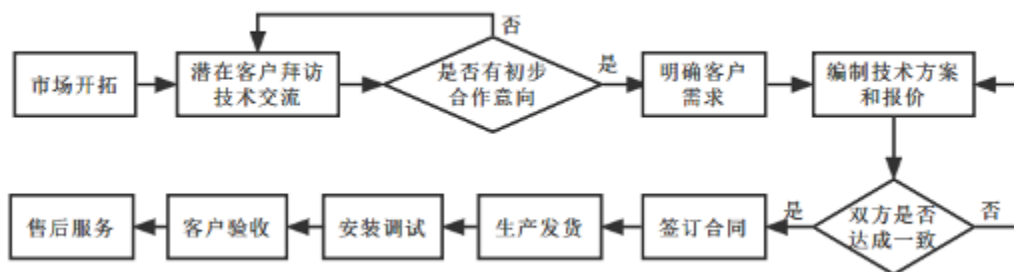 否
市场开拓
潜在客户拜访
技术交流
是否有初步
合作意向
是
明确客户
需求
编制技术方案
和报价
售后服务
客户验收
安装调试
生产发货
签订合同
是
双方是否
达成一致
否